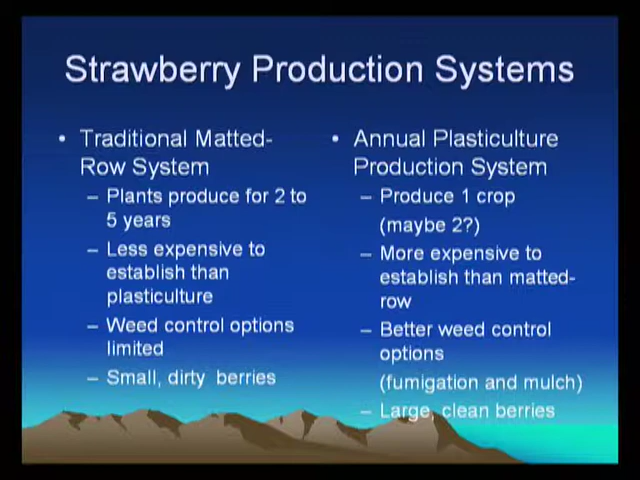 Strawberry Production Systems
• Traditional Matted-
Row System
– Plants produce for 2 to
5 years
– Less expensive to
establish than
plasticulture
– Weed control options
limited
– Small, dirty berries
• Annual Plasticulture
Production System
– Produce 1 crop
(maybe 2?)
– More expensive to
establish than matted-
row
– Better weed control
options
(fumigation and mulch)
– Large, clean berries